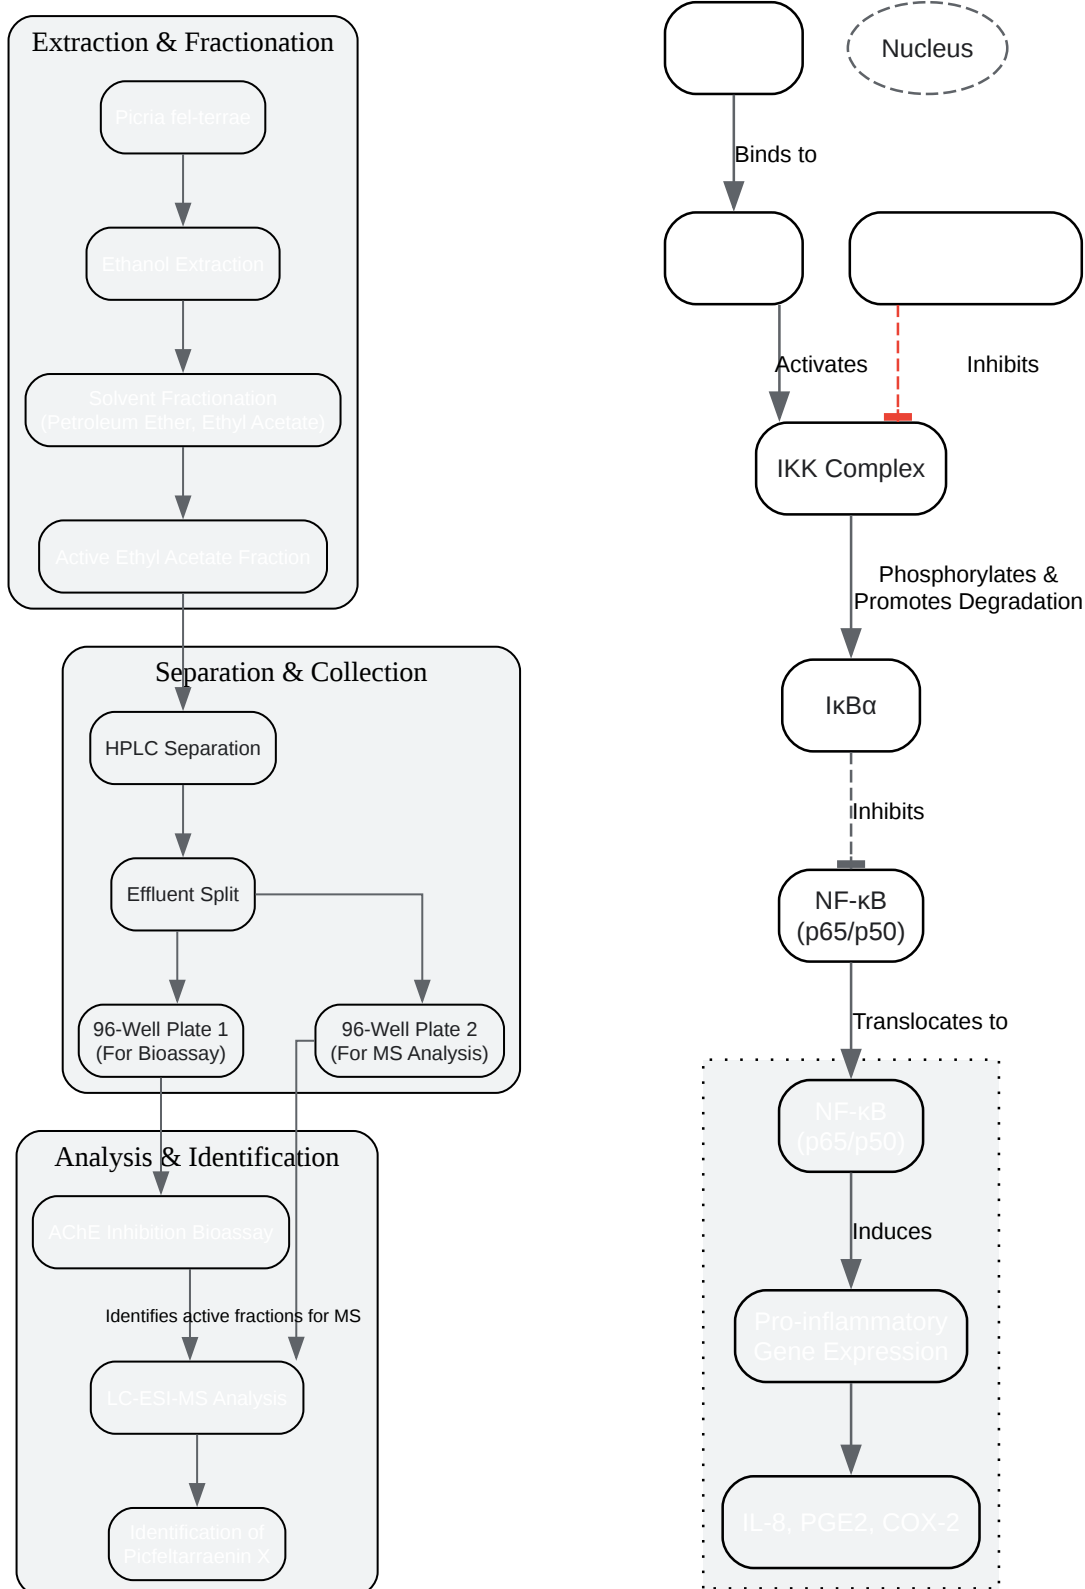 Extraction & Fractionation
Picria fel-terrae
Ethanol Extraction
Solvent Fractionation
(Petroleum Ether, Ethyl Acetate)
Active Ethyl Acetate Fraction
Separation & Collection
HPLC Separation
Effluent Split
96-Well Plate 1
(For Bioassay)
96-Well Plate 2
(For MS Analysis)
Analysis & Identification
AChE Inhibition Bioassay
Identifies active fractions for MS
LC-ESI-MS Analysis
Identification of
Picfeltarraenin X
Nucleus
Binds to
Activates
Inhibits
IKK Complex
Phosphorylates &
Promotes Degradation
IκBα
Inhibits
NF-κB
(p65/p50)
Translocates to
NF-κB
(p65/p50)
Induces
Pro-inflammatory
Gene Expression
IL-8, PGE2, COX-2